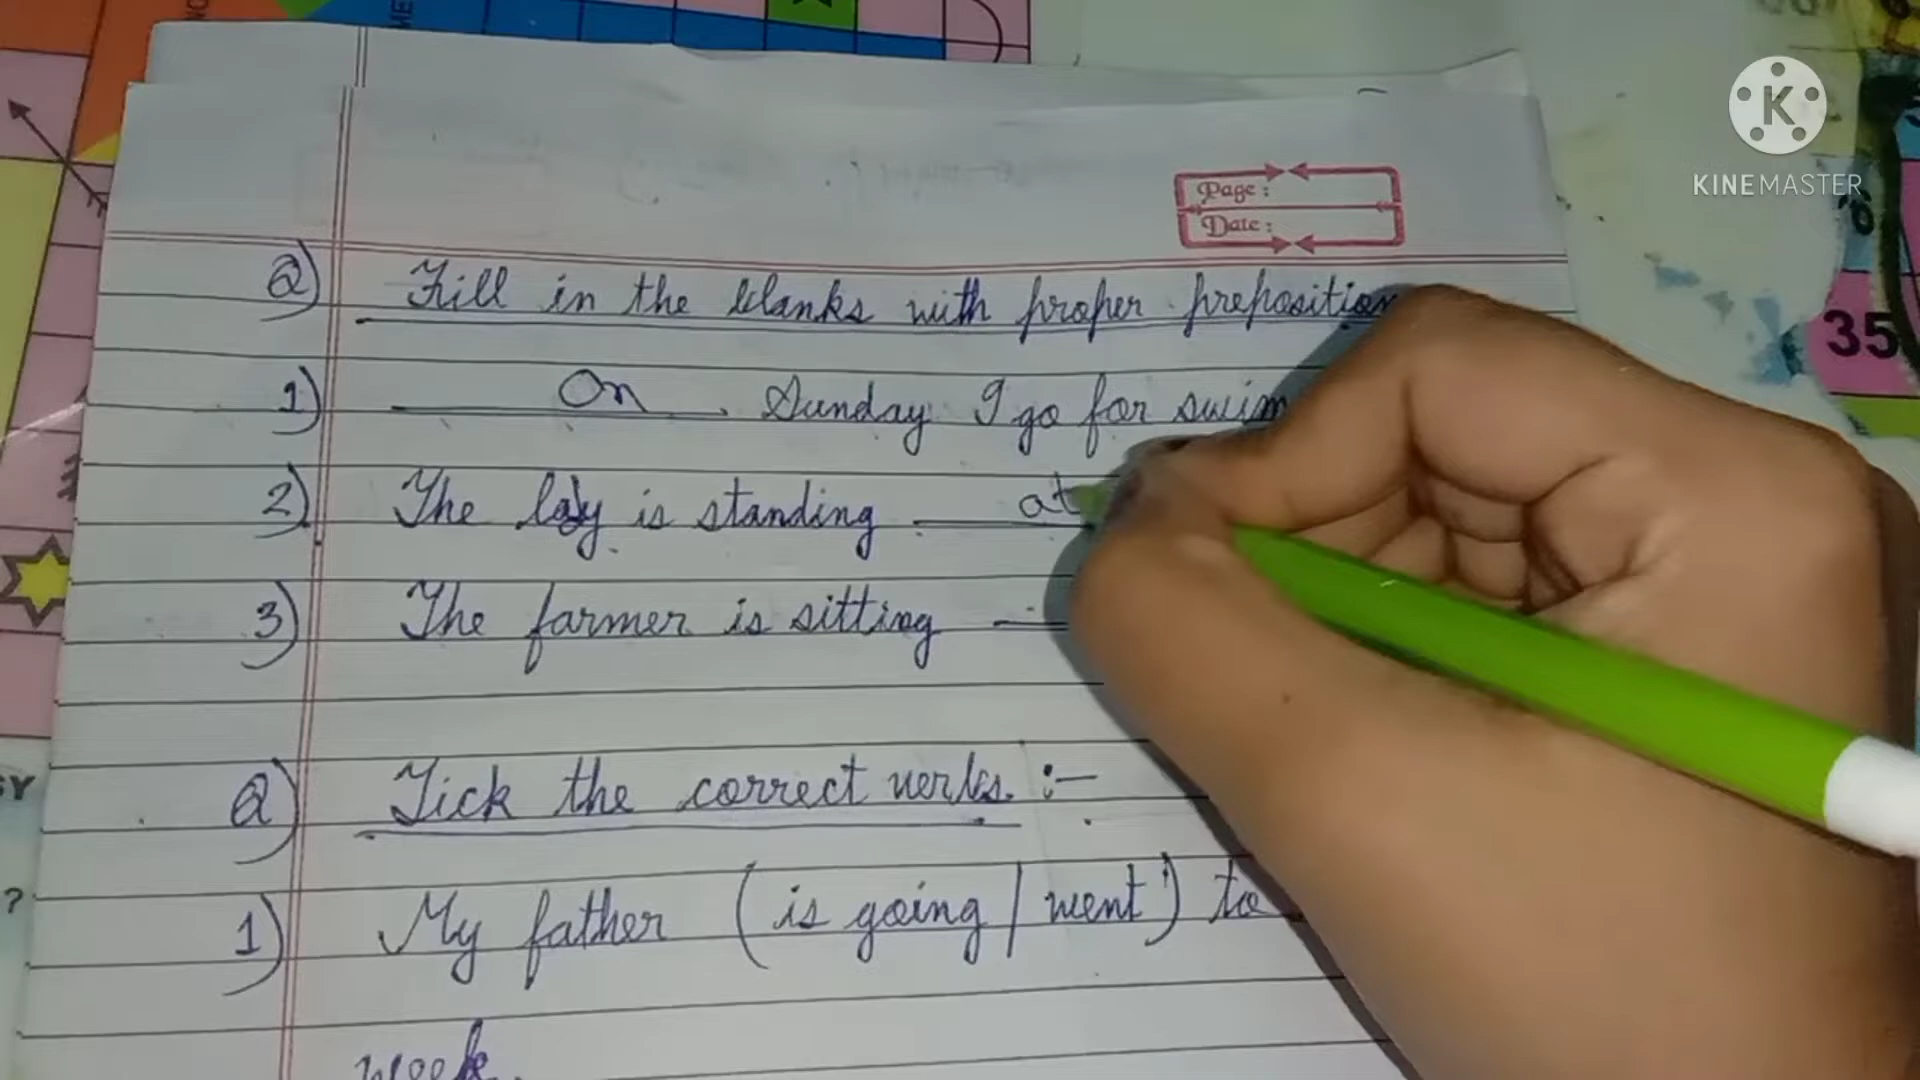 KINEMASTER
Page :
Date :
Q) Fill in the blanks with proper preposition
1) On Sunday I go for swim
2) The lady is standing at
3) The farmer is sitting
Q) Tick the correct verbs. :-
1) My father (is going / went) to
week.
35
?